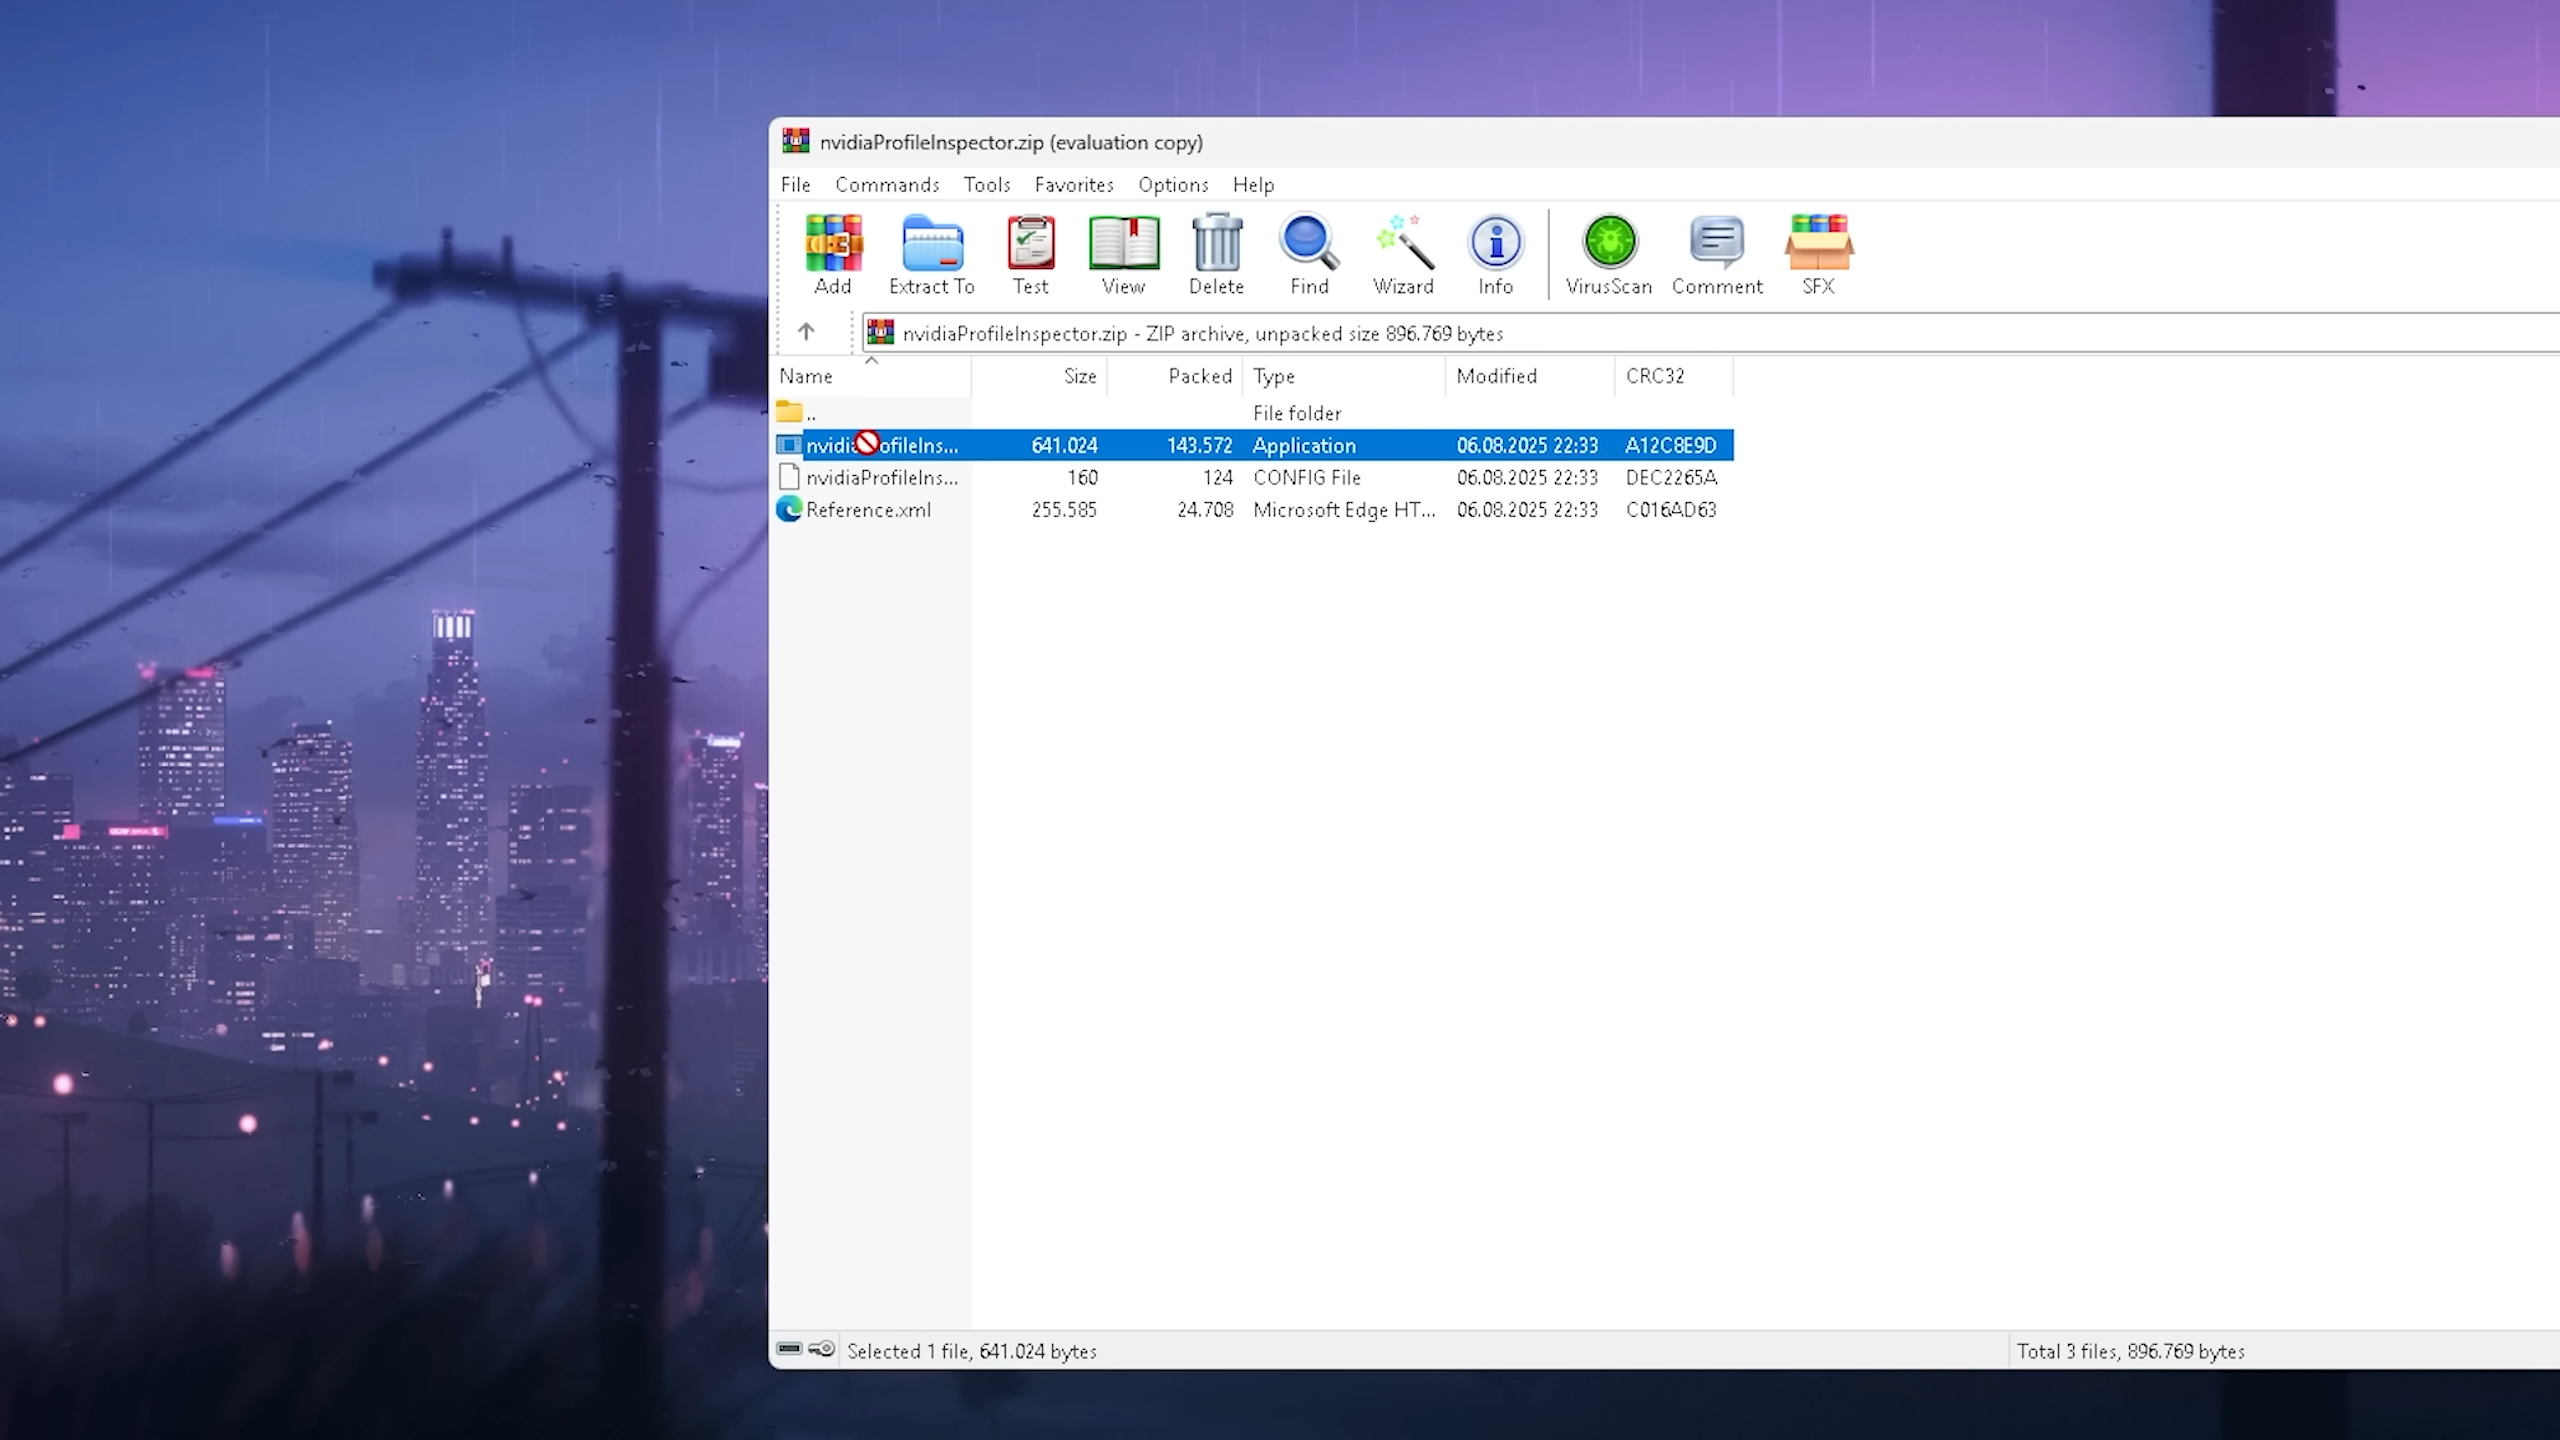 nvidiaProfileInspector.zip (evaluation copy)
File Commands Tools Favorites Options Help
Add Extract To Test View Delete Find Wizard Info VirusScan Comment SFX
nvidiaProfileInspector.zip - ZIP archive, unpacked size 896.769 bytes
Name Size Packed Type Modified CRC32
.. File folder
641.024 143.572 Application 06.08.2025 22:33 A12C8E9D
nvidiaProfileIns... 160 124 CONFIG File 06.08.2025 22:33 DEC2265A
Reference.xml 255.585 24.708 Microsoft Edge HT... 06.08.2025 22:33 C016AD63
Selected 1 file, 641.024 bytes Total 3 files, 896.769 bytes